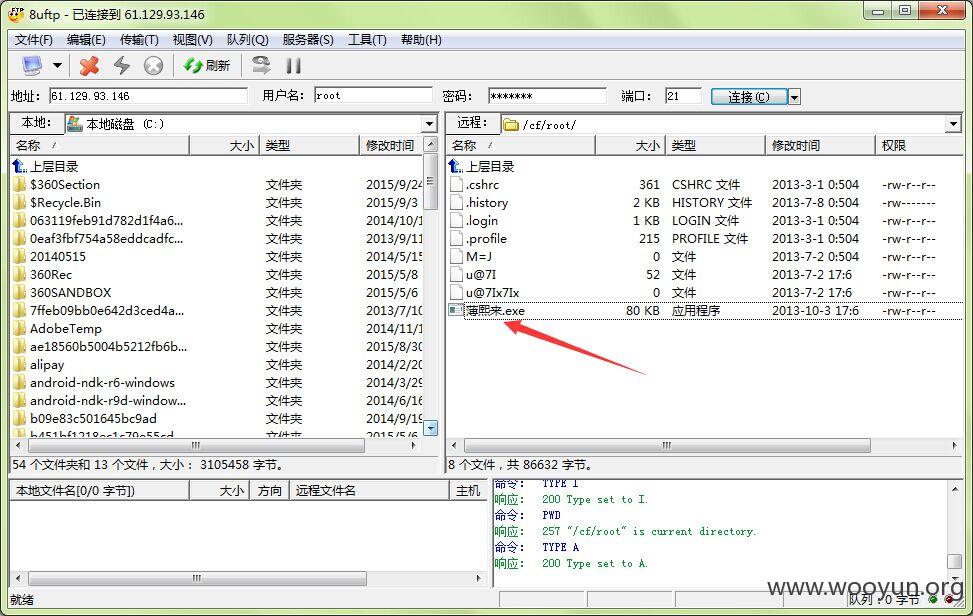 8uftp - 已连接到 61.129.93.146
文件(F) 编辑(E) 传输(T) 视图(V) 队列(Q) 服务器(S) 工具(T) 帮助(H)
刷新
地址: 61.129.93.146 用户名: root 密码: ******* 端口: 21 连接(C)
本地: 本地磁盘 (C:)
名称 大小 类型 修改时间
上层目录
$360Section 文件夹 2015/9/24
$Recycle.Bin 文件夹 2015/9/3
063119feb91d782d1f4a6... 文件夹 2014/10/1
0eaf3fbf754a58eddcadfc... 文件夹 2013/9/11
20140515 文件夹 2014/5/15
360Rec 文件夹 2015/5/8
360SANDBOX 文件夹 2015/5/6
7ffeb09bb0e642d3ced4a... 文件夹 2013/7/10
AdobeTemp 文件夹 2014/11/1
ae18560b5004b5212fb6b... 文件夹 2015/8/30
alipay 文件夹 2014/2/20
android-ndk-r6-windows 文件夹 2014/3/29
android-ndk-r9d-window... 文件夹 2014/6/16
b09e83c501645bc9ad 文件夹 2014/9/19
文件夹 2015/5/6
54 个文件夹和 13 个文件，大小： 3105458 字节。
远程: /cf/root/
名称 大小 类型 修改时间 权限
上层目录
.cshrc 361 CSHRC 文件 2013-3-1 0:504 -rw-r--r--
.history 2 KB HISTORY 文件 2013-7-8 0:504 -rw-------
.login 1 KB LOGIN 文件 2013-3-1 0:504 -rw-r--r--
.profile 215 PROFILE 文件 2013-3-1 0:504 -rw-r--r--
M=J 0 文件 2013-7-2 0:504 -rw-r--r--
u@7I 52 文件 2013-7-2 17:6 -rw-r--r--
u@7Ix7Ix 0 文件 2013-7-2 17:6 -rw-r--r--
薄熙来.exe 80 KB 应用程序 2013-10-3 17:6 -rw-r--r--
8 个文件，共 86632 字节。
本地文件名[0/0 字节]) 大小 方向 远程文件名 主机
命令: TYPE I
响应: 200 Type set to I.
命令: PWD
响应: 257 "/cf/root" is current directory.
命令: TYPE A
响应: 200 Type set to A.
www.wooyun.org
就绪 队列：0 字节